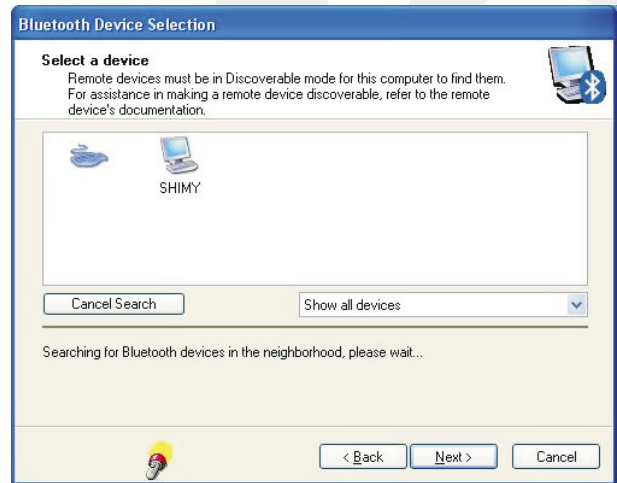 Bluetooth Device Selection
Select a device
Remote devices must be in Discoverable mode for this computer to find them.
For assistance in making a remote device discoverable, refer to the remote
device's documentation.
SHIMY
Cancel Search
Show all devices
Searching for Bluetooth devices in the neighborhood, please wait...
< Back
Next >
Cancel